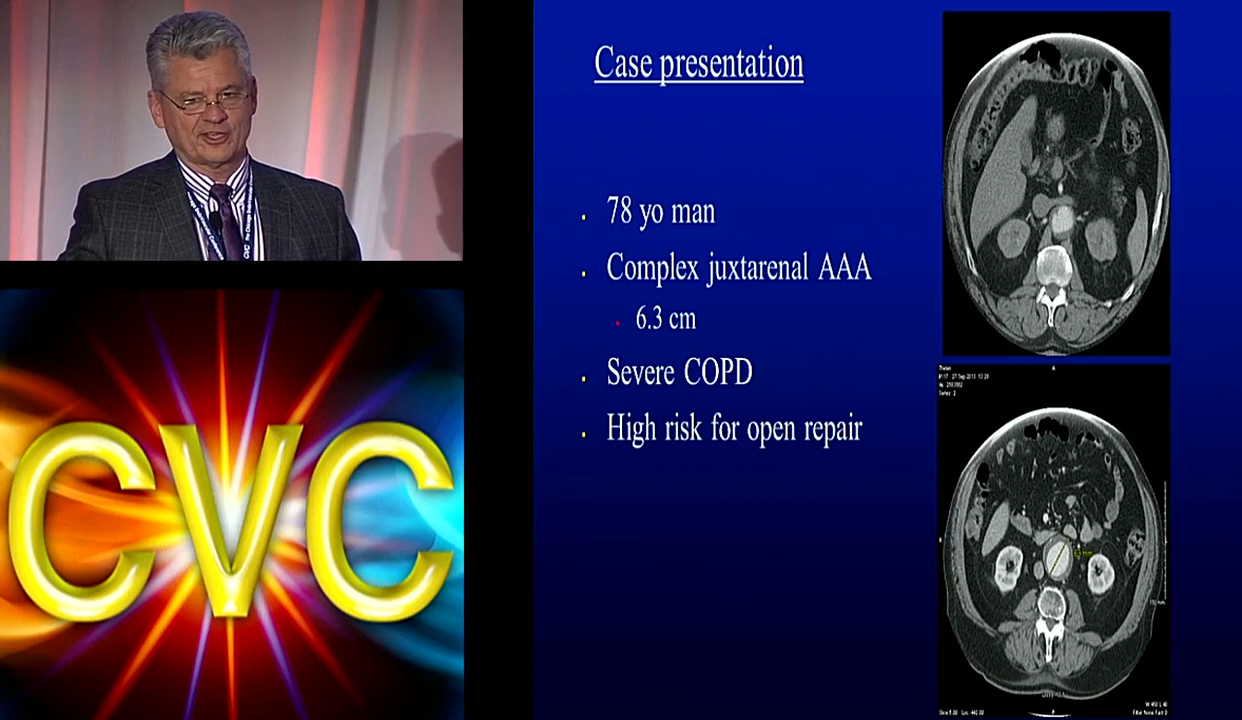 CVC
Case presentation
78 yo man
Complex juxtarenal AAA
6.3 cm
Severe COPD
High risk for open repair
A